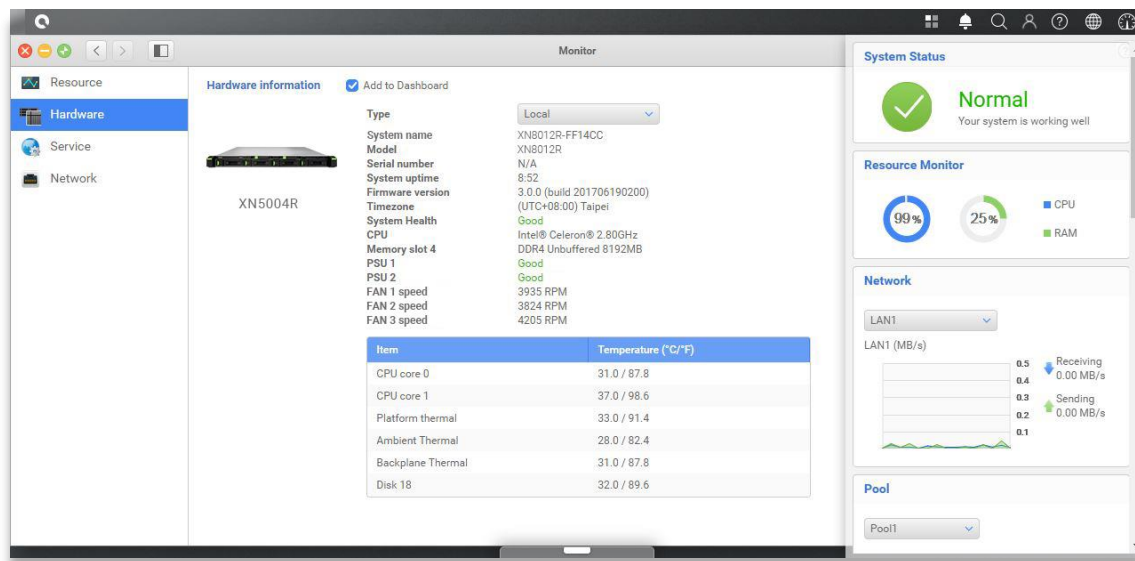 Monitor
Resource
Hardware
Service
Network
Hardware information
Add to Dashboard
XN5004R
Type Local
System name XN8012R-FF14CC
Model XN8012R
Serial number N/A
System uptime 8:52
Firmware version 3.0.0 (build 201706190200)
Timezone (UTC+08:00) Taipei
System Health Good
CPU Intel® Celeron® 2.80GHz
Memory slot 4 DDR4 Unbuffered 8192MB
PSU 1 Good
PSU 2 Good
FAN 1 speed 3935 RPM
FAN 2 speed 3824 RPM
FAN 3 speed 4205 RPM
Item Temperature (°C/°F)
CPU core 0 31.0 / 87.8
CPU core 1 37.0 / 98.6
Platform thermal 33.0 / 91.4
Ambient Thermal 28.0 / 82.4
Backplane Thermal 31.0 / 87.8
Disk 18 32.0 / 89.6
System Status
Normal
Your system is working well
Resource Monitor
99%
25%
CPU
RAM
Network
LAN1
LAN1 (MB/s)
0.5
0.4
0.3
0.2
0.1
Receiving
0.00 MB/s
Sending
0.00 MB/s
Pool
Pool1